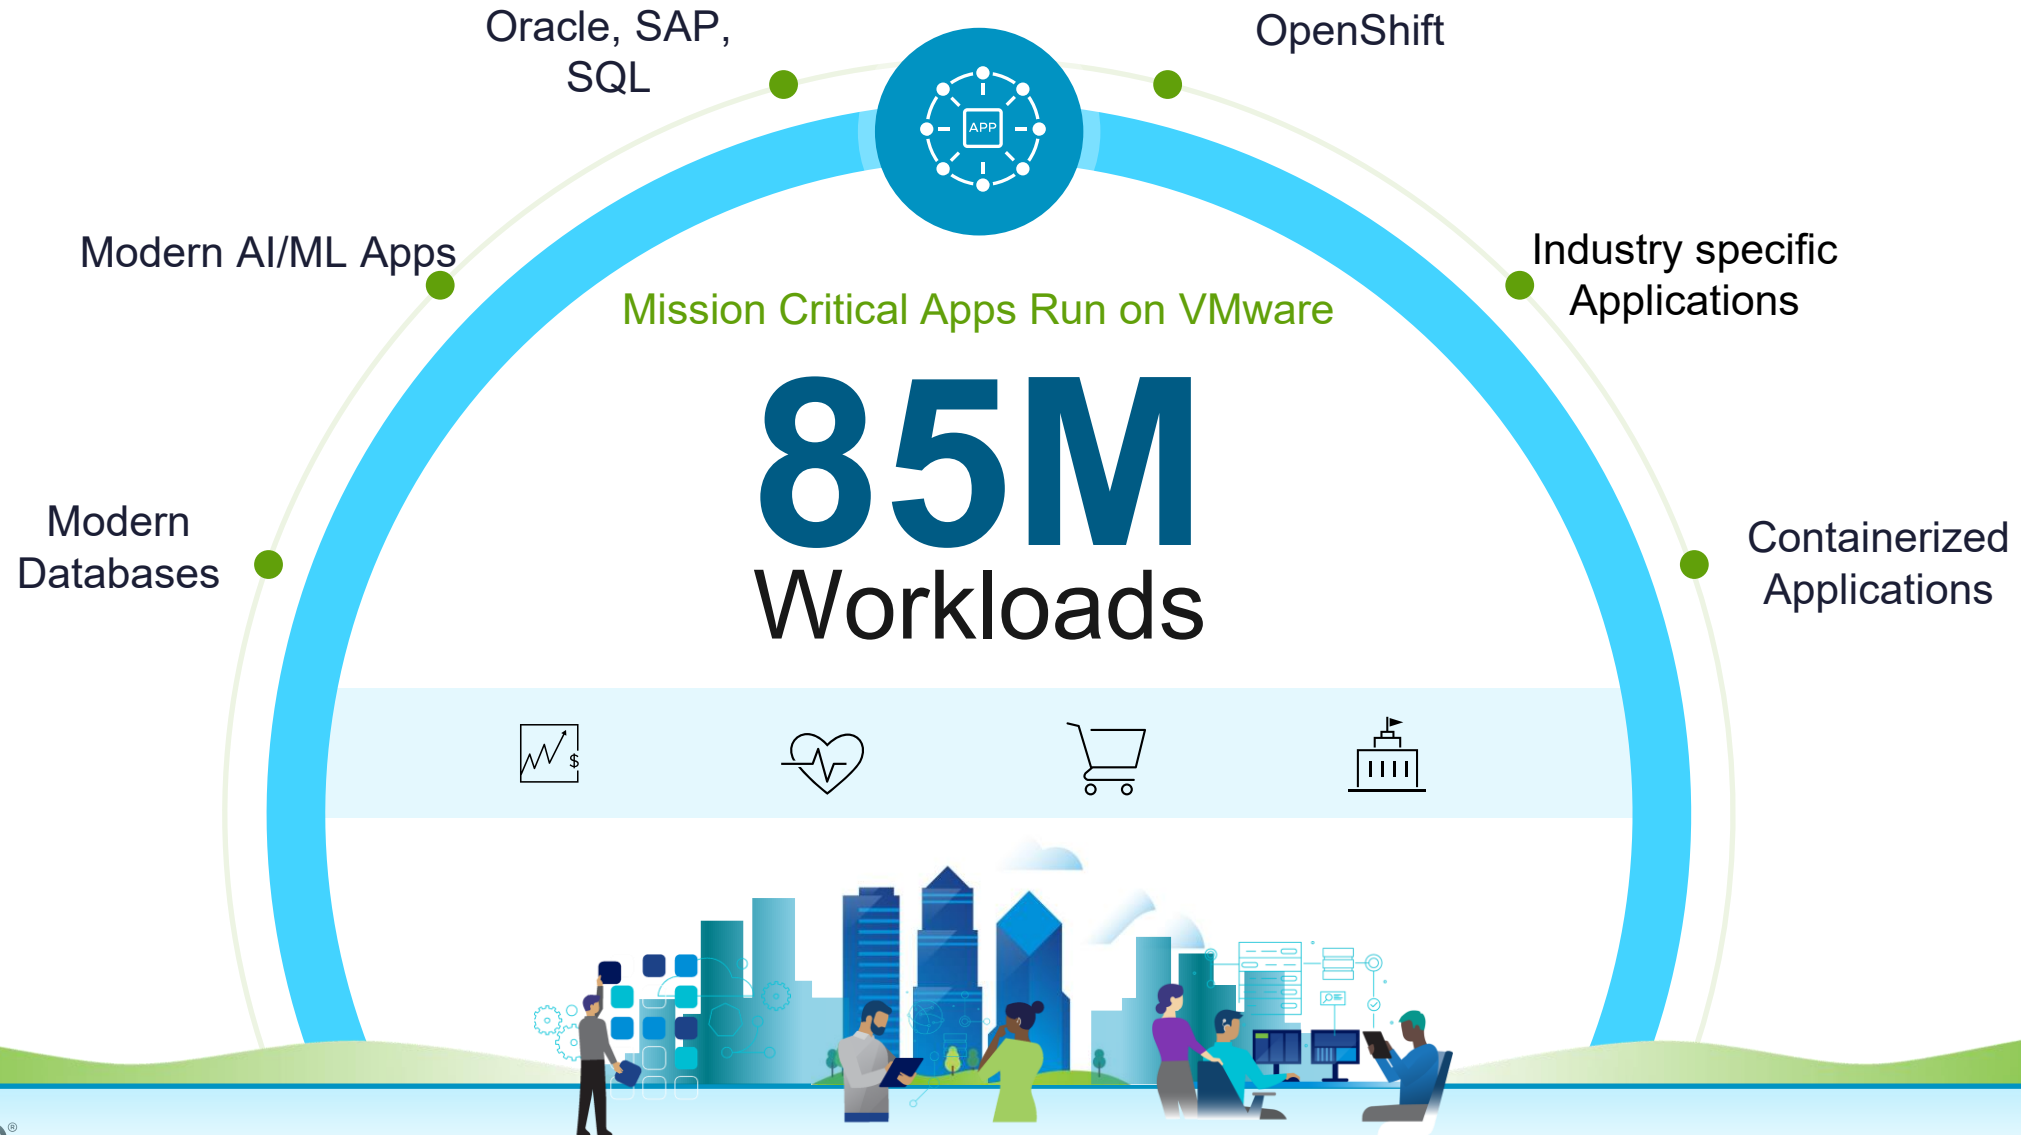 Oracle, SAP,
SQL
OpenShift
APP
Modern AI/ML Apps
Industry specific
Applications
Mission Critical Apps Run on VMware
85M
Workloads
Modern
Databases
Containerized
Applications
$
®